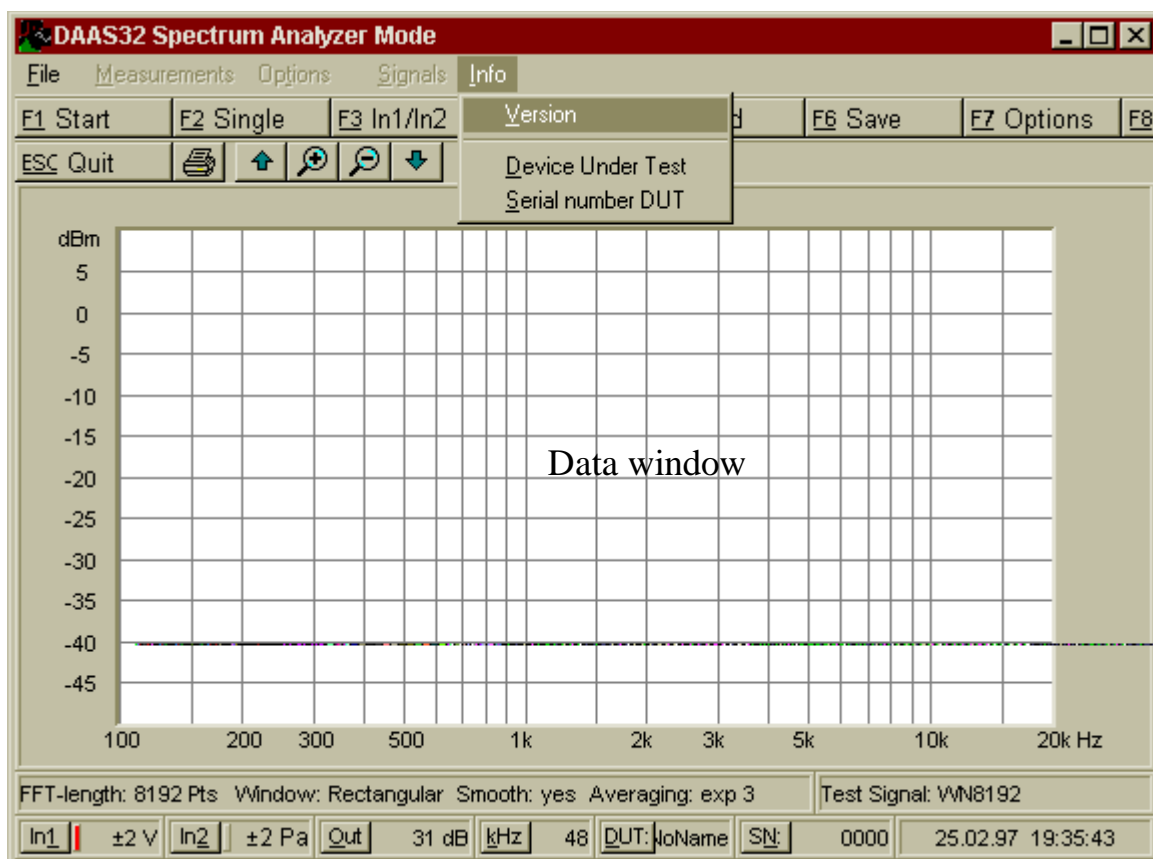 DAAS32 Spectrum Analyzer Mode
File Measurements Options Signals Info
F1 Start F2 Single F3 In1/In2 d F6 Save F7 Options F8
Version
ESC Quit
Device Under Test
Serial number DUT
dBm
5
0
-5
-10
-15
Data window
-20
-25
-30
-35
-40
-45
100 200 300 500 1k 2k 3k 5k 10k 20k Hz
FFT-length: 8192 Pts Window: Rectangular Smooth: yes Averaging: exp 3 Test Signal: WN8192
In1 ±2 V In2 ±2 Pa Out 31 dB kHz 48 DUT: NoName SN: 0000 25.02.97 19:35:43